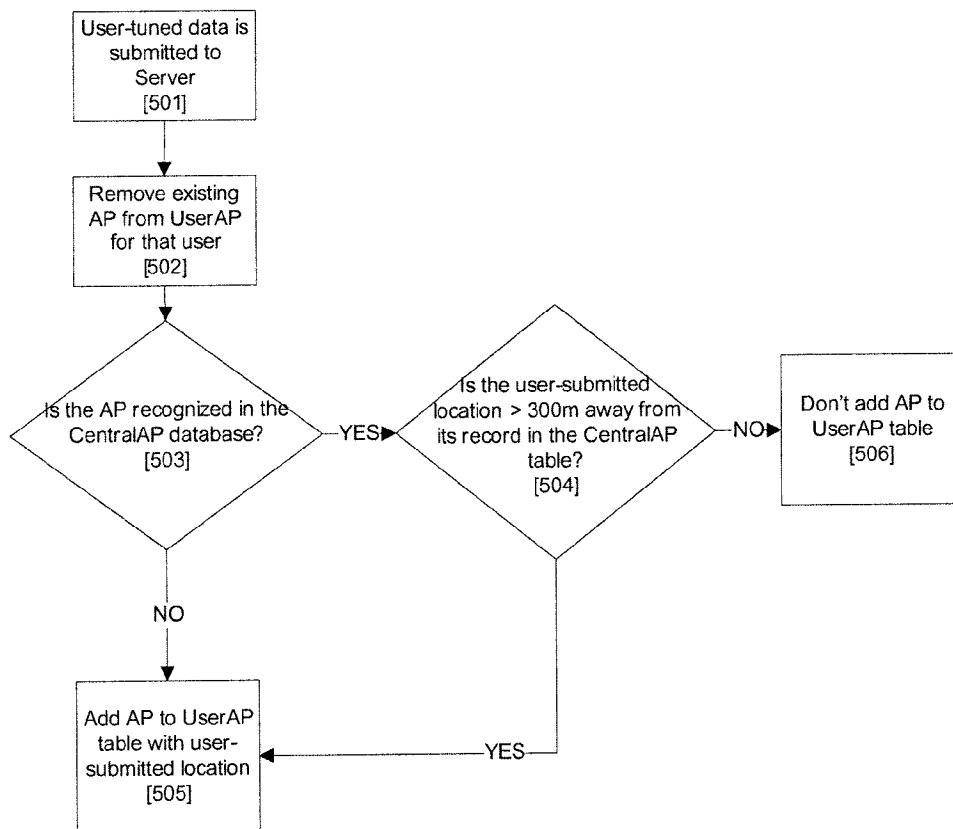 User-tuned data is
submitted to
Server
[501]
Remove existing
AP from UserAP
for that user
[502]
Is the AP recognized in the
CentralAP database?
[503]
YES
Is the user-submitted
location > 300m away from
its record in the CentralAP
table?
[504]
NO
Don't add AP to
UserAP table
[506]
NO
Add AP to UserAP
table with user-
submitted location
[505]
YES